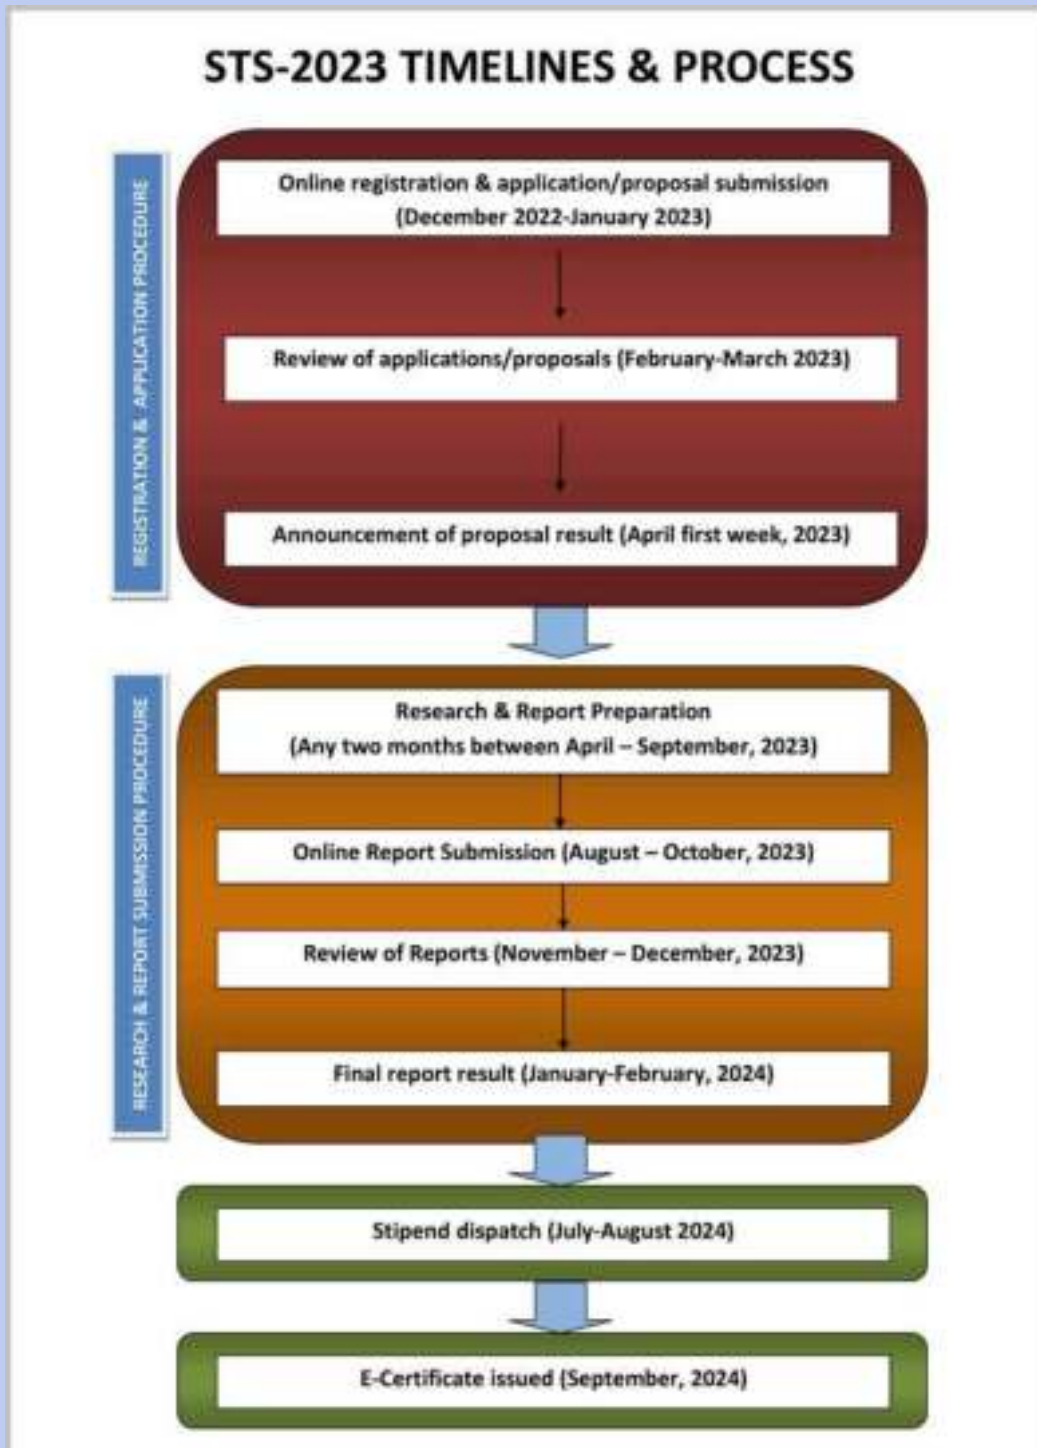 STS-2023 TIMELINES & PROCESS
REGISTRATION & APPLICATION PROCEDURE
Online registration & application/proposal submission
(December 2022-January 2023)
Review of applications/proposals (February-March 2023)
Announcement of proposal result (April first week, 2023)
RESEARCH & REPORT SUBMISSION PROCEDURE
Research & Report Preparation
(Any two months between April – September, 2023)
Online Report Submission (August – October, 2023)
Review of Reports (November – December, 2023)
Final report result (January-February, 2024)
Stipend dispatch (July-August 2024)
E-Certificate issued (September, 2024)